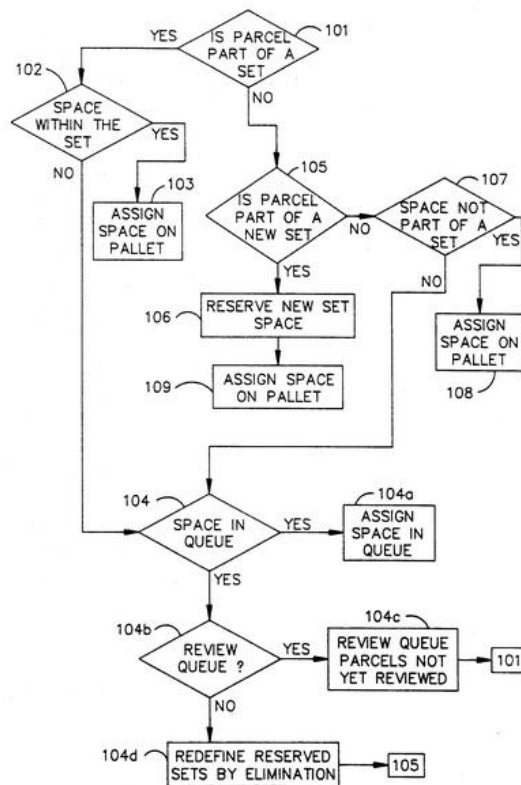 YES
101
IS PARCEL
PART OF A
SET
102
NO
SPACE
WITHIN THE
SET
YES
NO
103
ASSIGN
SPACE ON
PALLET
105
IS PARCEL
PART OF A
NEW SET
NO
107
SPACE NOT
PART OF A
SET
YES
YES
NO
106
RESERVE NEW SET
SPACE
ASSIGN
SPACE ON
PALLET
108
109
ASSIGN SPACE
ON PALLET
104
SPACE IN
QUEUE
YES
104a
ASSIGN
SPACE IN
QUEUE
YES
104b
REVIEW
QUEUE ?
YES
104c
REVIEW QUEUE
PARCELS NOT
YET REVIEWED
101
NO
104d
REDEFINE RESERVED
SETS BY ELIMINATION
105